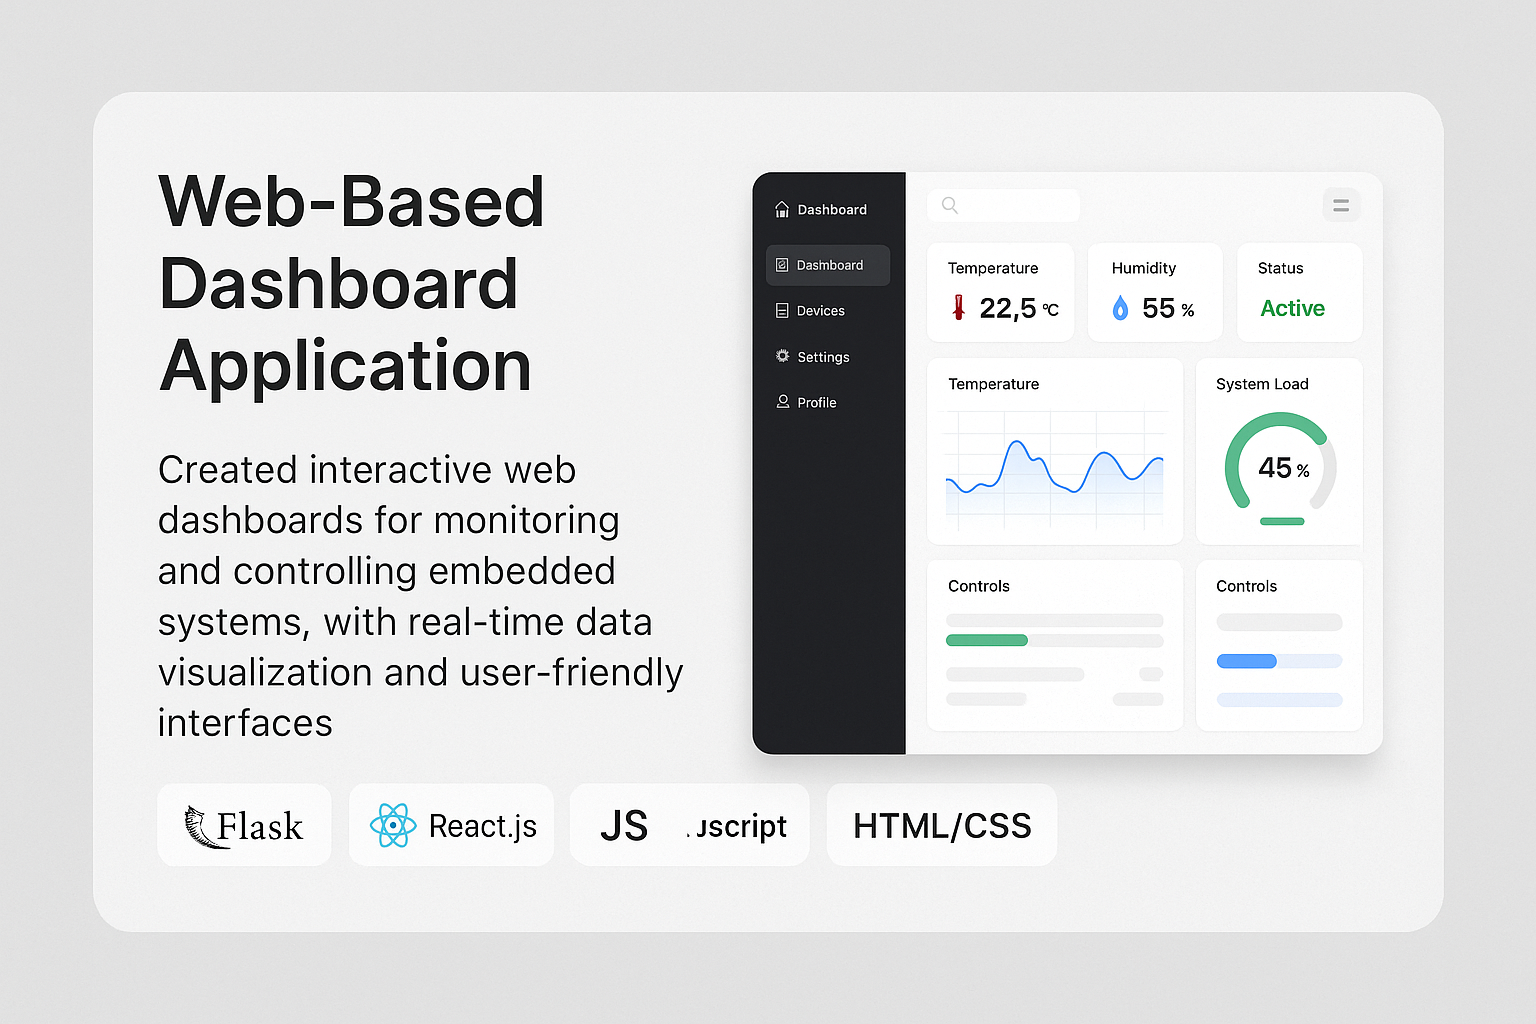 Web-Based
Dashboard
Application
Created interactive web
dashboards for monitoring
and controlling embedded
systems, with real-time data
visualization and user-friendly
interfaces
Flask
React.js
JS .ıscript
HTML/CSS
Dashboard
Dasmboard
Devices
Settings
Profile
Temperature
22,5 °C
Humidity
55 %
Status
Active
Temperature
System Load
45 %
Controls
Controls